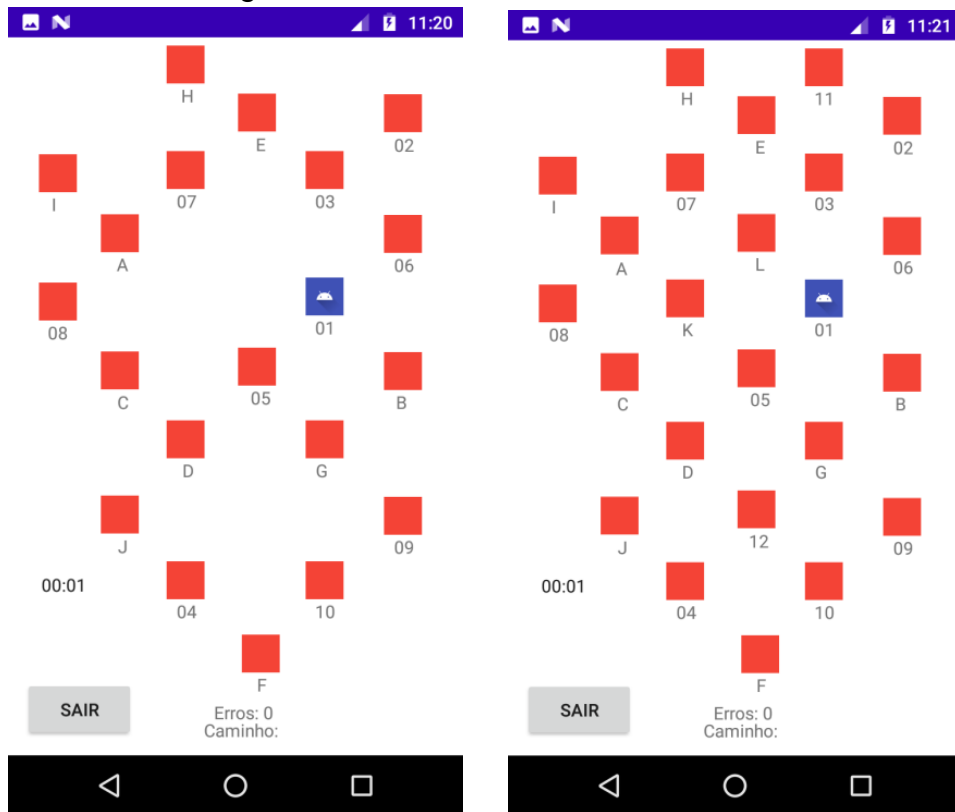 11:20
H
E
02
I
07
03
A
06
08
01
C
05
B
D
G
J
09
00:01
04
10
F
SAIR
Erros: 0
Caminho:
11:21
H
11
E
02
I
07
03
A
L
06
08
K
01
C
05
B
D
G
J
12
09
00:01
04
10
F
SAIR
Erros: 0
Caminho: